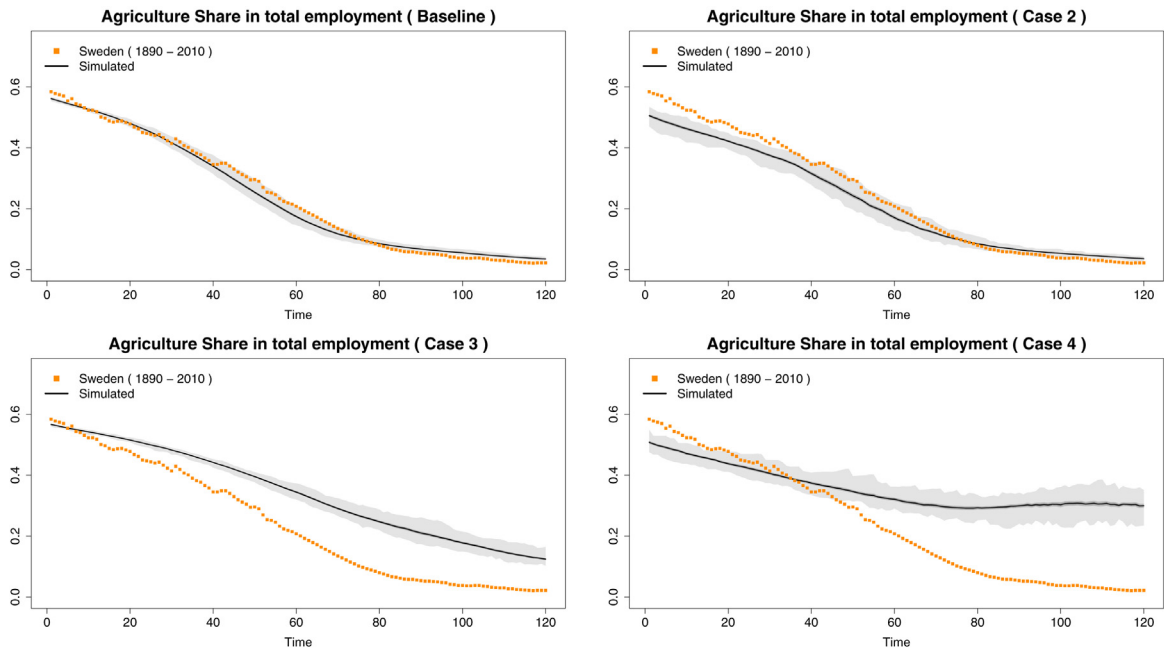 Agriculture Share in total employment ( Baseline )
Sweden ( 1890 − 2010 )
Simulated
0.6
0.4
0.2
0.0
0 20 40 60 80 100 120
Time
Agriculture Share in total employment ( Case 2 )
Sweden ( 1890 − 2010 )
Simulated
0.6
0.4
0.2
0.0
0 20 40 60 80 100 120
Time
Agriculture Share in total employment ( Case 3 )
Sweden ( 1890 − 2010 )
Simulated
0.6
0.4
0.2
0.0
0 20 40 60 80 100 120
Time
Agriculture Share in total employment ( Case 4 )
Sweden ( 1890 − 2010 )
Simulated
0.6
0.4
0.2
0.0
0 20 40 60 80 100 120
Time